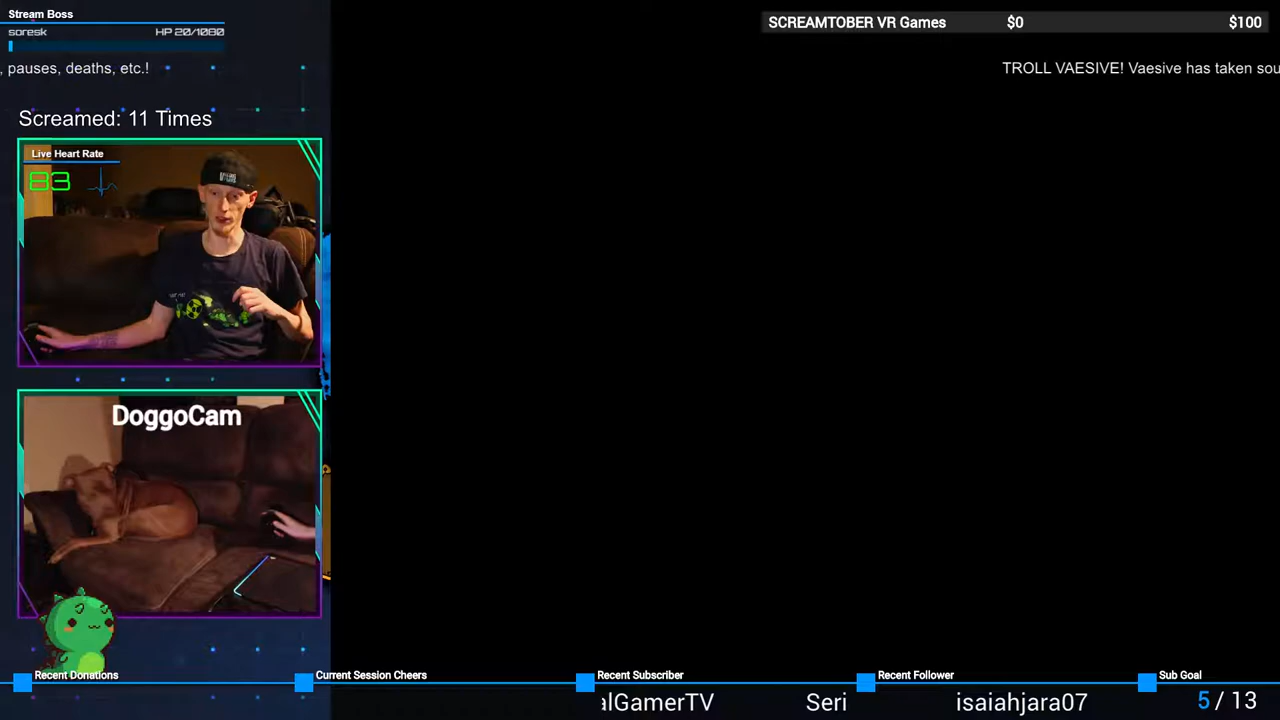 Stream Boss
soresk HP 20/1080
, pauses, deaths, etc.!
SCREAMTOBER VR Games $0 $100
TROLL VAESIVE! Vaesive has taken sou
Screamed: 11 Times
Live Heart Rate
83
DoggoCam
Recent Donations
Current Session Cheers
Recent Subscriber
alGamerTV Seri
Recent Follower
isaiahjara07
Sub Goal
5 / 13